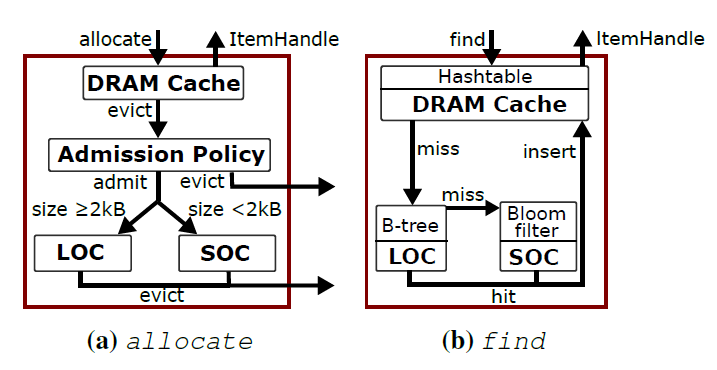 allocate
ItemHandle
DRAM Cache
evict
Admission Policy
admit
evict
size ≥2kB
size <2kB
LOC
SOC
evict
(a) allocate
find
ItemHandle
Hashtable
DRAM Cache
miss
insert
miss
B-tree
LOC
Bloom
filter
SOC
hit
(b) find